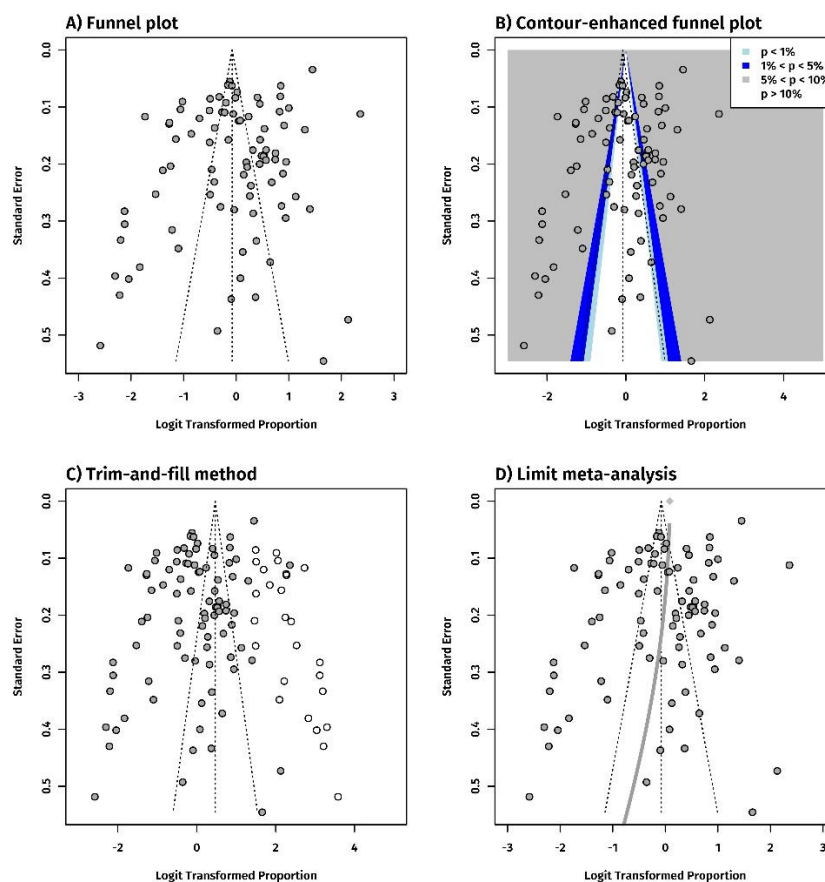 A) Funnel plot
0.0
0.1
0.2
0.3
0.4
0.5
Standard Error
-3
-2
-1
0
1
2
3
Logit Transformed Proportion
B) Contour-enhanced funnel plot
p < 1%
1% < p < 5%
5% < p < 10%
p > 10%
0.0
0.1
0.2
0.3
0.4
0.5
Standard Error
-2
0
2
4
Logit Transformed Proportion
C) Trim-and-fill method
0.0
0.1
0.2
0.3
0.4
0.5
Standard Error
-2
0
2
4
Logit Transformed Proportion
D) Limit meta-analysis
0.0
0.1
0.2
0.3
0.4
0.5
Standard Error
-3
-2
-1
0
1
2
3
Logit Transformed Proportion